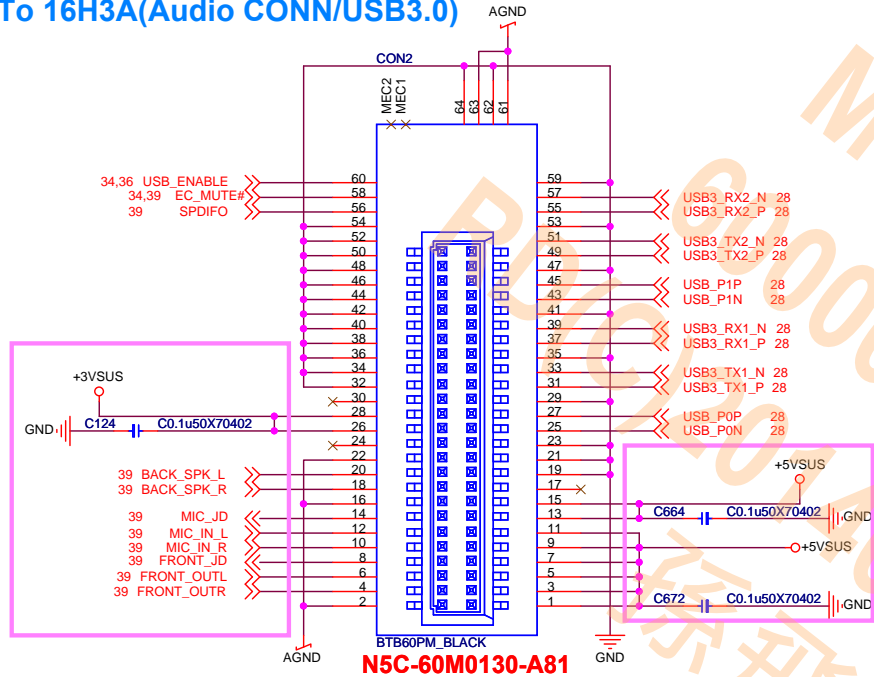 To 16H3A(Audio CONN/USB3.0)
AGND
CON2
MEC2
MEC1
64
63
62
61
34,36 USB_ENABLE
34,39 EC_MUTE#
39 SPDIFO
60
58
56
54
52
50
48
46
44
42
40
38
36
34
32
30
28
26
24
22
20
18
16
14
12
10
8
6
4
2
59
57
55
53
51
49
47
45
43
41
39
37
35
33
31
29
27
25
23
21
19
17
15
13
11
9
7
5
3
1
USB3_RX2_N 28
USB3_RX2_P 28
USB3_TX2_N 28
USB3_TX2_P 28
USB_P1P 28
USB_P1N 28
USB3_RX1_N 28
USB3_RX1_P 28
USB3_TX1_N 28
USB3_TX1_P 28
USB_P0P 28
USB_P0N 28
+3VSUS
GND
C124
C0.1u50X70402
39 BACK_SPK_L
39 BACK_SPK_R
39 MIC_JD
39 MIC_IN_L
39 MIC_IN_R
39 FRONT_JD
39 FRONT_OUTL
39 FRONT_OUTR
+5VSUS
C664
C0.1u50X70402
GND
+5VSUS
C672
C0.1u50X70402
GND
AGND
BTB60PM_BLACK
N5C-60M0130-A81
GND